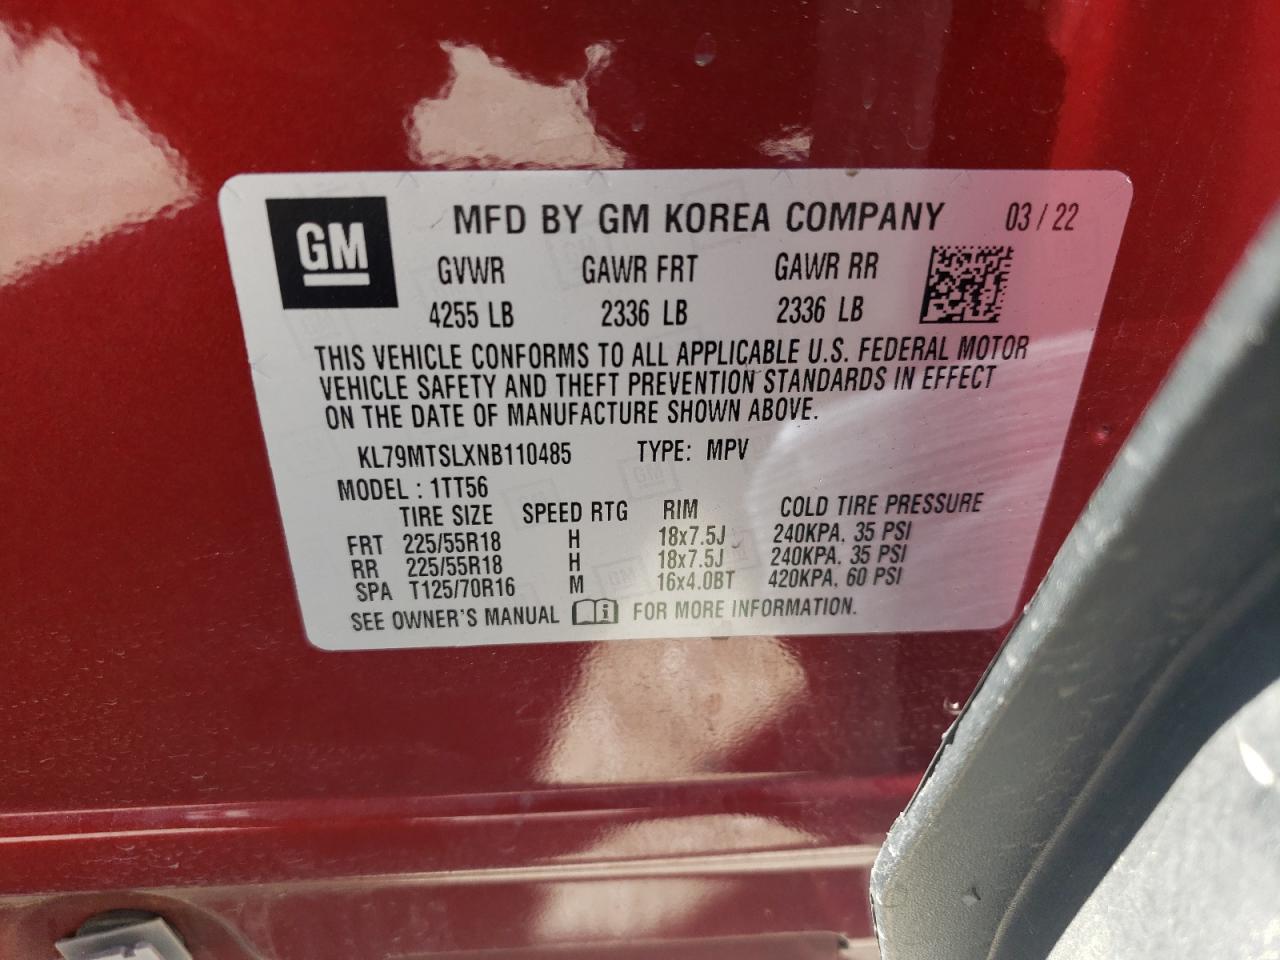 GM
MFD BY GM KOREA COMPANY 03 / 22
GVWR GAWR FRT GAWR RR
4255 LB 2336 LB 2336 LB
THIS VEHICLE CONFORMS TO ALL APPLICABLE U.S. FEDERAL MOTOR
VEHICLE SAFETY AND THEFT PREVENTION STANDARDS IN EFFECT
ON THE DATE OF MANUFACTURE SHOWN ABOVE.
KL79MTSLXNB110485 TYPE: MPV
MODEL : 1TT56
TIRE SIZE SPEED RTG RIM COLD TIRE PRESSURE
FRT 225/55R18 H 18x7.5J 240KPA. 35 PSI
RR 225/55R18 H 18x7.5J 240KPA. 35 PSI
SPA T125/70R16 M 16x4.0BT 420KPA. 60 PSI
SEE OWNER'S MANUAL i FOR MORE INFORMATION.